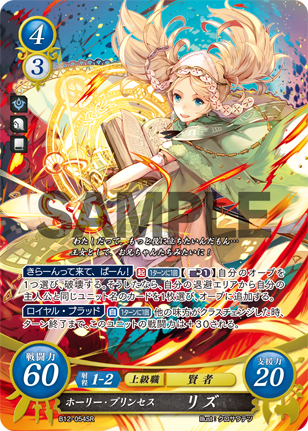 4
3
SAMPLE
わたしだって、もっと役に立ちたいんだもん…
王女として、お兄ちゃんたちみたいに!
きらーんって来て、ばーん! 起 1ターンに1回 [1]自分のオーブを
1つ選び、破壊する。そうしたなら、自分の退避エリアから自分の
主人公と同じユニット名のカードを1枚選び、オーブに追加する。
ロイヤル・ブラッド 自 1ターンに1回 他の味方がクラスチェンジした時、
ターン終了まで、このユニットの戦闘力は+30される。
戦闘力
60
射程 1-2
上級職
賢者
支援力
20
ホーリー・プリンセス
リズ
B12-054SR
Illust:クロサワテツ